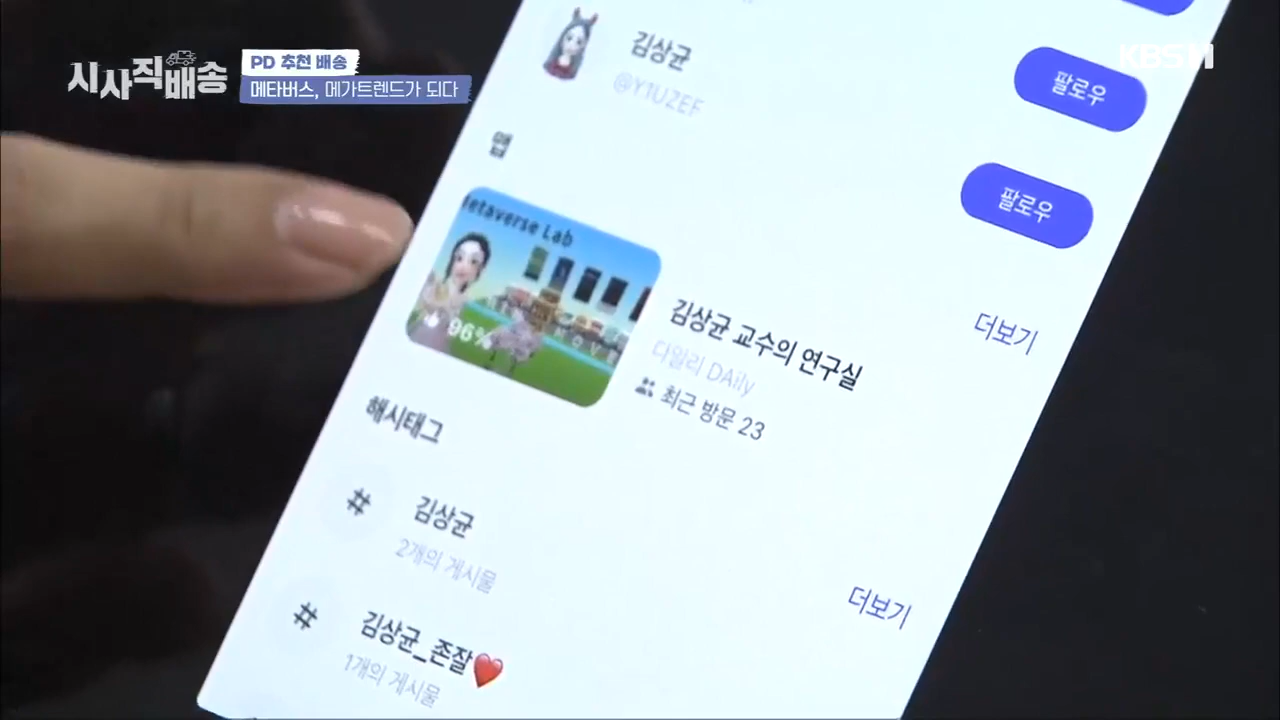 시사직배송
PD 추천 배송
메타버스, 메가트렌드가 되다
KBS N
김상균
@Y1UZEF
팔로우
맵
팔로우
Metaverse Lab
96%
김상균 교수의 연구실
더보기
다일리 DAily
최근 방문 23
해시태그
# 김상균
2개의 게시물
더보기
# 김상균_존잘❤️
1개의 게시물